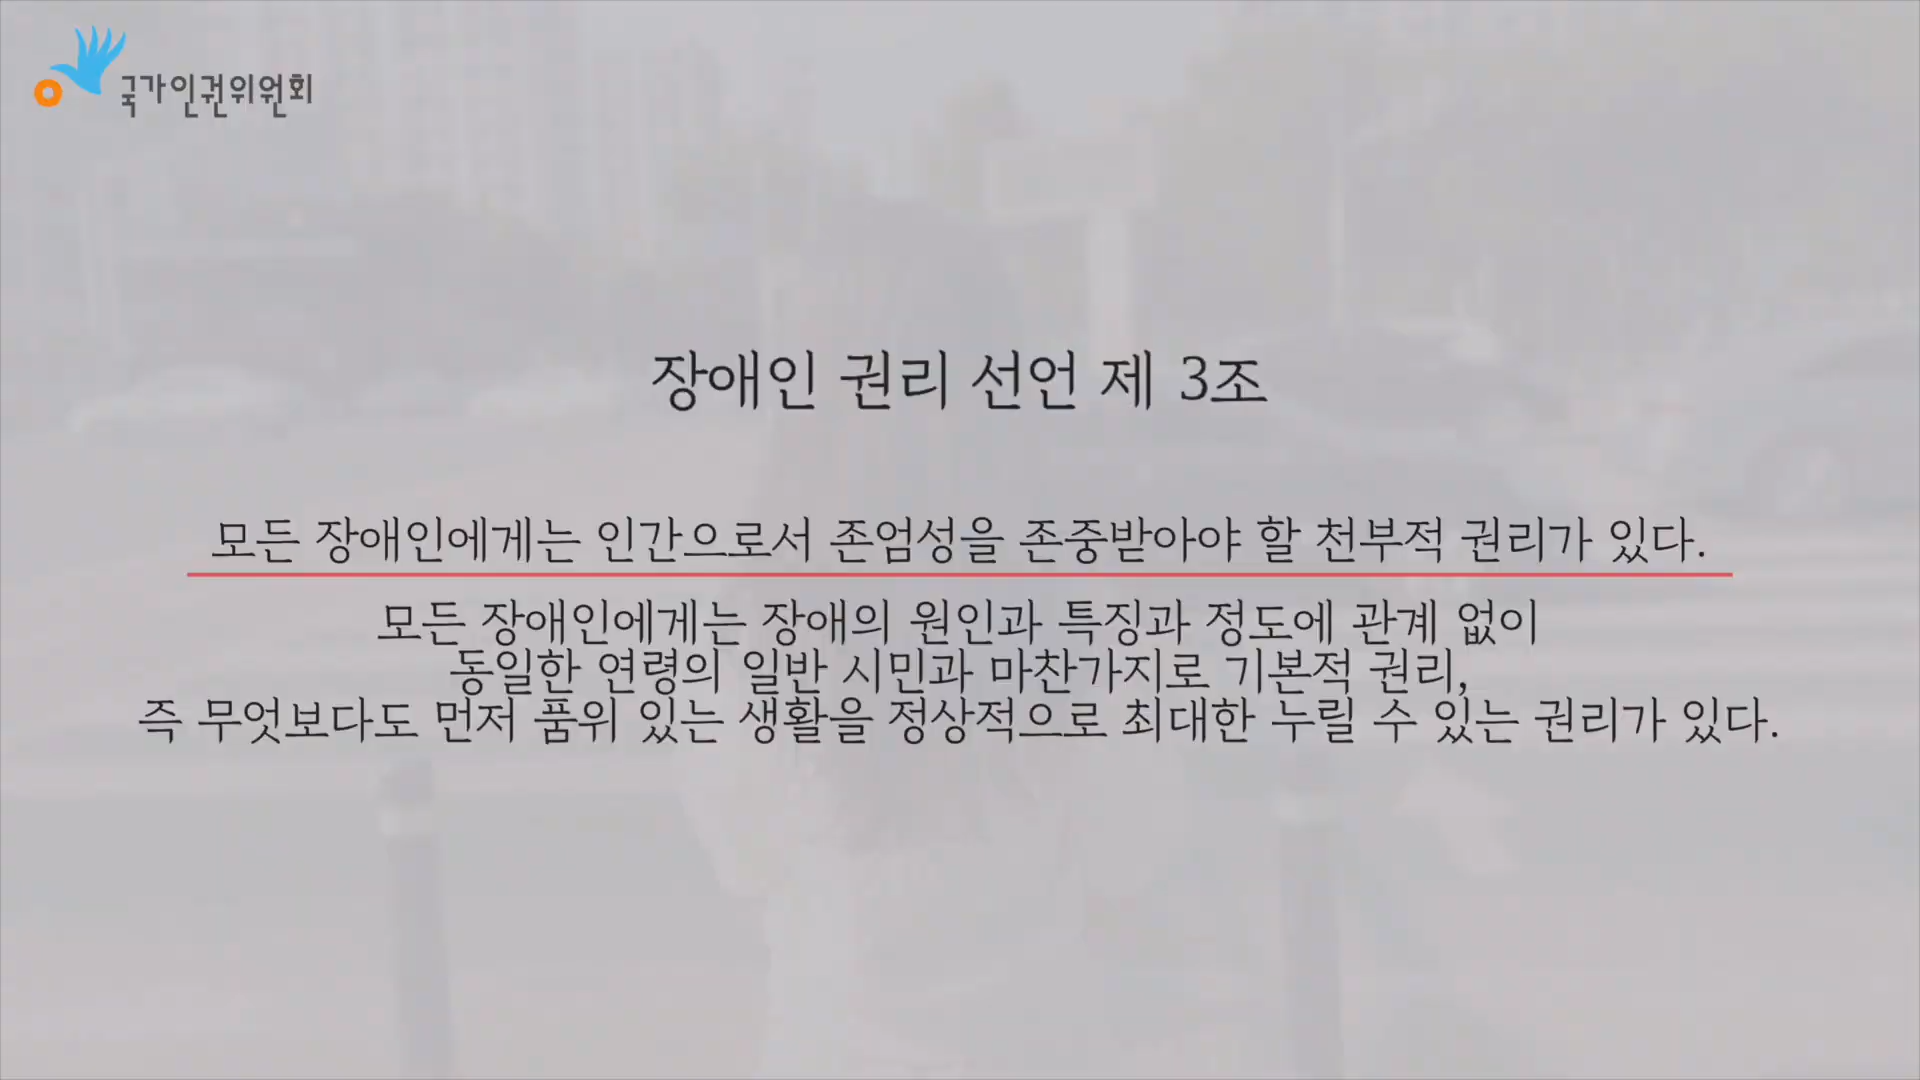 국가인권위원회
장애인 권리 선언 제 3조
모든 장애인에게는 인간으로서 존엄성을 존중받아야 할 천부적 권리가 있다.
모든 장애인에게는 장애의 원인과 특징과 정도에 관계 없이
동일한 연령의 일반 시민과 마찬가지로 기본적 권리,
즉 무엇보다도 먼저 품위 있는 생활을 정상적으로 최대한 누릴 수 있는 권리가 있다.